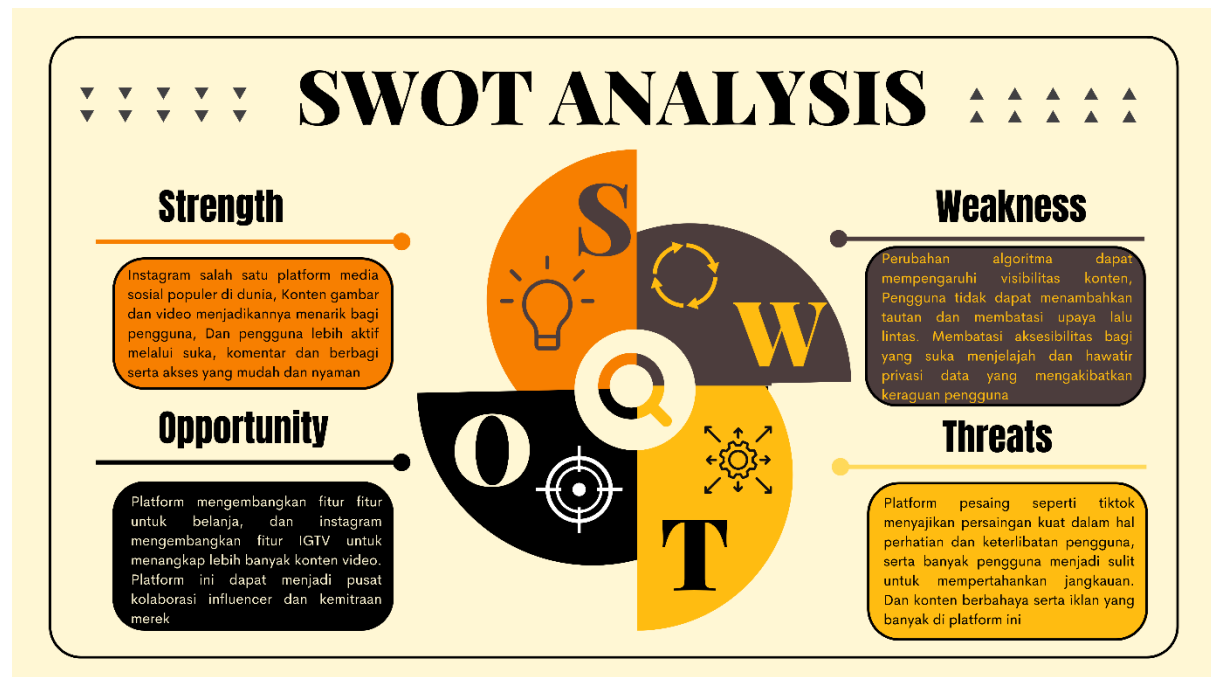 SWOT ANALYSIS
Strength
Instagram salah satu platform media
sosial populer di dunia, Konten gambar
dan video menjadikannya menarik bagi
pengguna, Dan pengguna lebih aktif
melalui suka, komentar dan berbagi
serta akses yang mudah dan nyaman
Opportunity
Platform mengembangkan fitur fitur
untuk belanja, dan instagram
mengembangkan fitur IGTV untuk
menangkap lebih banyak konten video.
Platform ini dapat menjadi pusat
kolaborasi influencer dan kemitraan
merek
S
W
O
T
Weakness
Perubahan algoritma dapat
mempengaruhi visibilitas konten,
Pengguna tidak dapat menambahkan
tautan dan membatasi upaya lalu
lintas. Membatasi aksesibilitas bagi
yang suka menjelajah dan hawatir
privasi data yang mengakibatkan
keraguan pengguna
Threats
Platform pesaing seperti tiktok
menyajikan persaingan kuat dalam hal
perhatian dan keterlibatan pengguna,
serta banyak pengguna menjadi sulit
untuk mempertahankan jangkauan.
Dan konten berbahaya serta iklan yang
banyak di platform ini